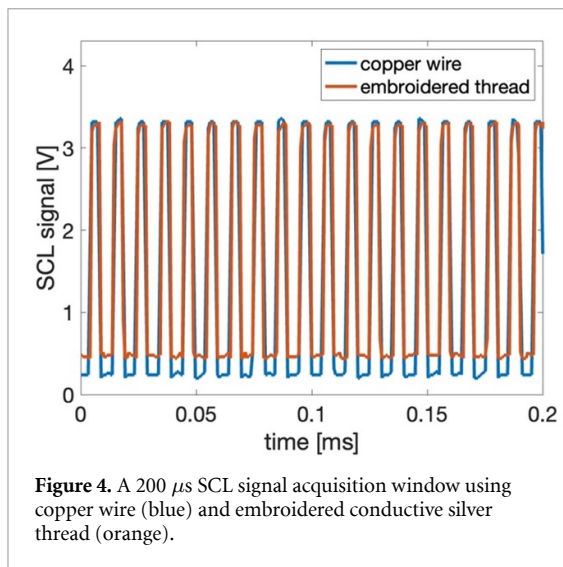 4
3
2
1
0
SCL signal [V]
copper wire
embroidered thread
0
0.05
0.1
0.15
0.2
time [ms]
Figure 4. A 200 μs SCL signal acquisition window using
copper wire (blue) and embroidered conductive silver
thread (orange).